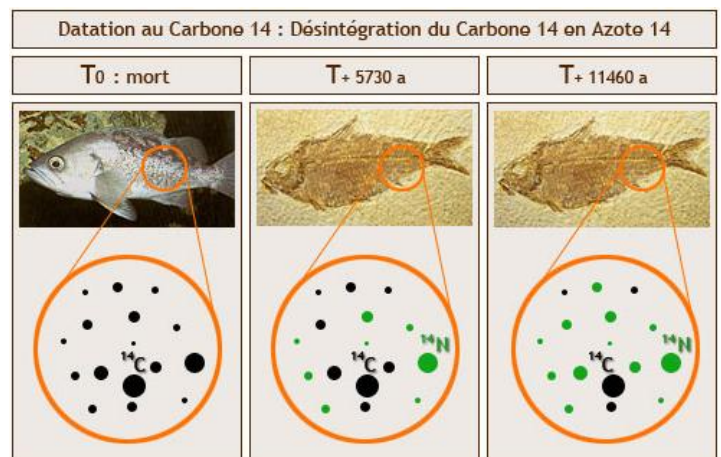 Datation au Carbone 14 : Désintégration du Carbone 14 en Azote 14
T0 : mort
T+ 5730 a
T+ 11460 a
¹⁴C
¹⁴N
¹⁴C
¹⁴N
¹⁴C